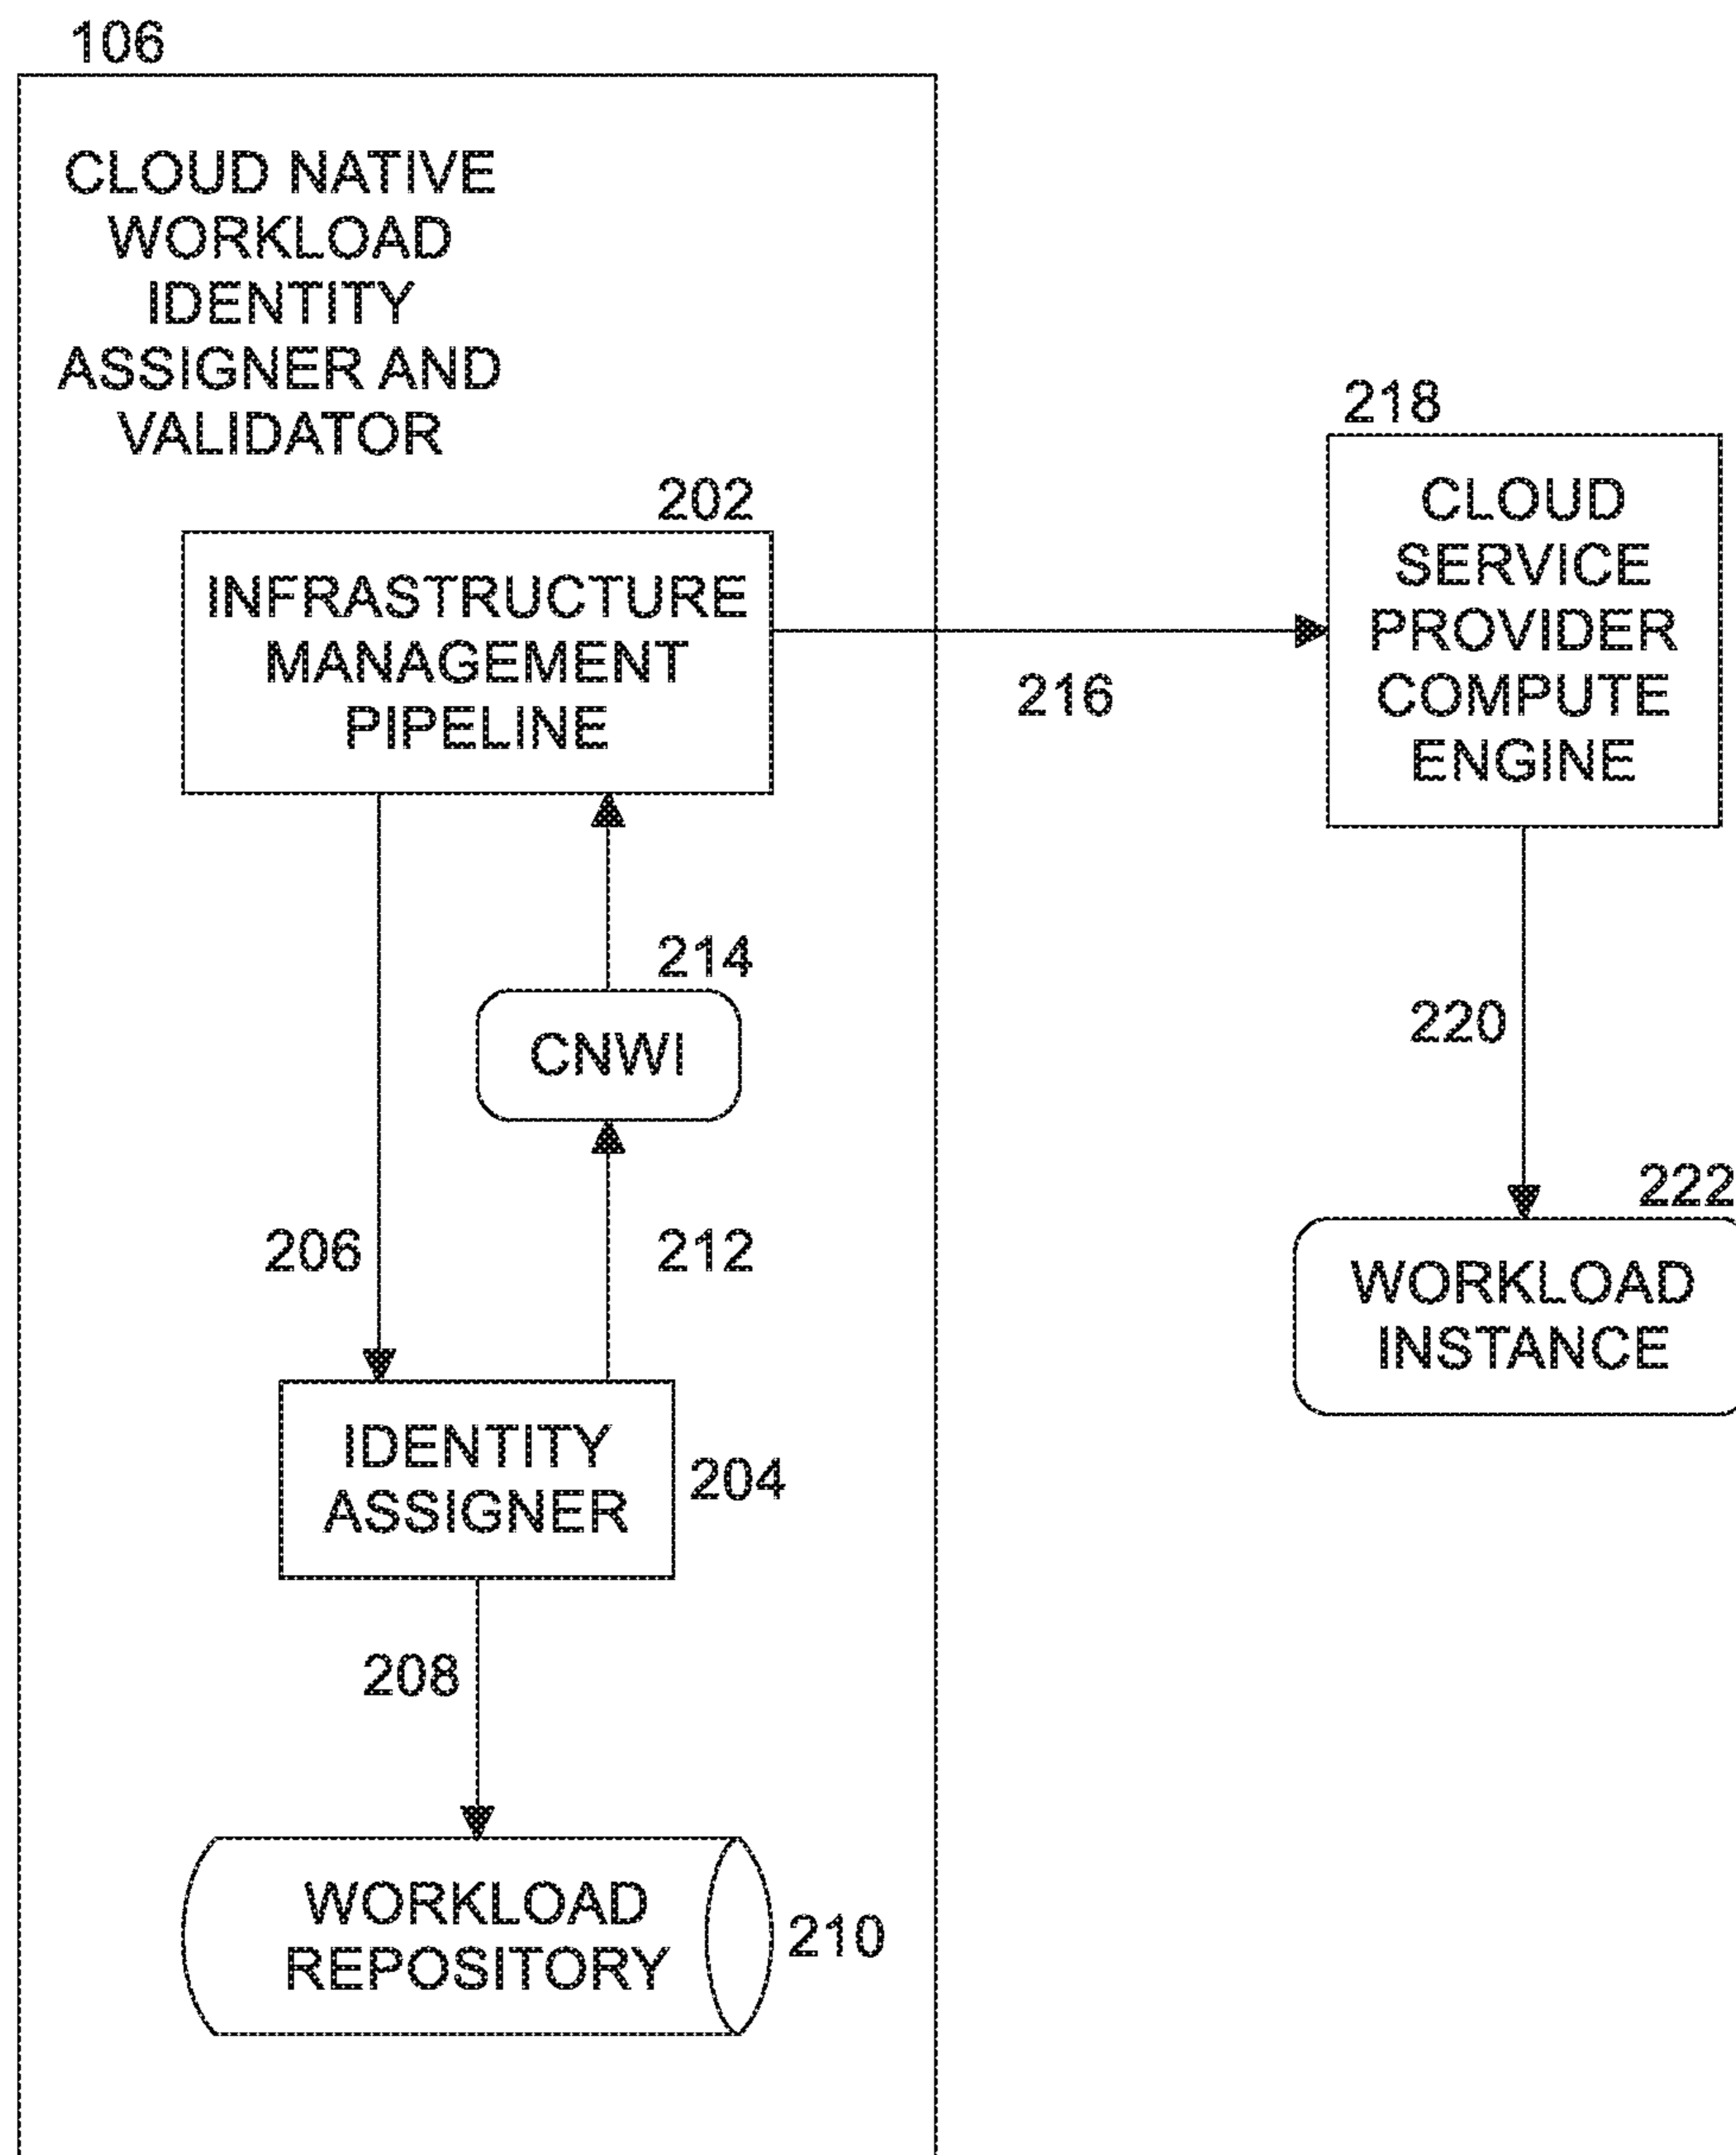 106
CLOUD NATIVE
WORKLOAD
IDENTITY
ASSIGNER AND
VALIDATOR
202
INFRASTRUCTURE
MANAGEMENT
PIPELINE
216
218
CLOUD
SERVICE
PROVIDER
COMPUTE
ENGINE
214
CNWI
220
206
212
222
WORKLOAD
INSTANCE
IDENTITY
ASSIGNER
204
208
WORKLOAD
REPOSITORY
210